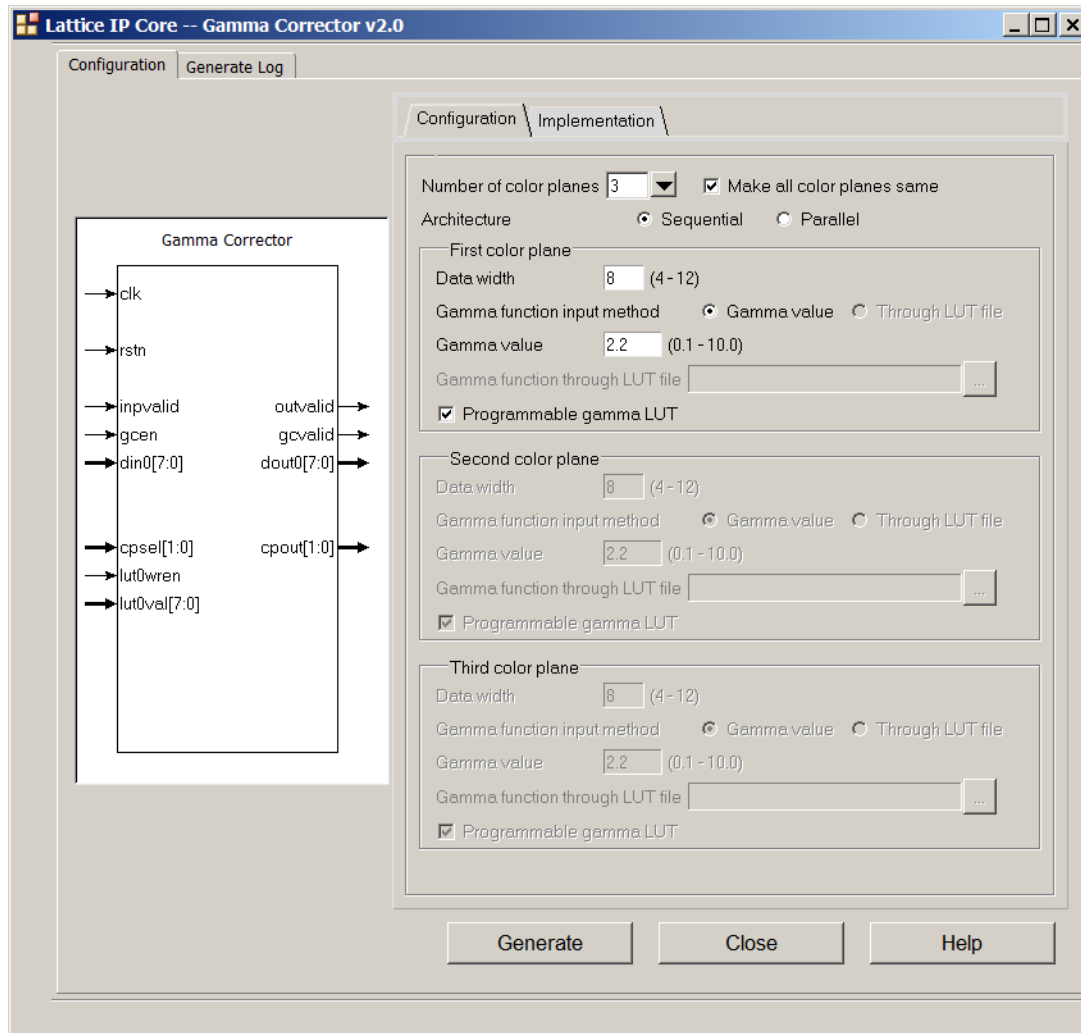 Lattice IP Core -- Gamma Corrector v2.0
Configuration Generate Log
Gamma Corrector
clk
rstn
inpvalid outvalid
gcen gcvalid
din0[7:0] dout0[7:0]
cpsel[1:0] cpout[1:0]
lut0wren
lut0val[7:0]
Configuration Implementation
Number of color planes 3 Make all color planes same
Architecture Sequential Parallel
First color plane
Data width 8 (4 - 12)
Gamma function input method Gamma value Through LUT file
Gamma value 2.2 (0.1 - 10.0)
Gamma function through LUT file ...
Programmable gamma LUT
Second color plane
Data width 8 (4 - 12)
Gamma function input method Gamma value Through LUT file
Gamma value 2.2 (0.1 - 10.0)
Gamma function through LUT file ...
Programmable gamma LUT
Third color plane
Data width 8 (4 - 12)
Gamma function input method Gamma value Through LUT file
Gamma value 2.2 (0.1 - 10.0)
Gamma function through LUT file ...
Programmable gamma LUT
Generate Close Help